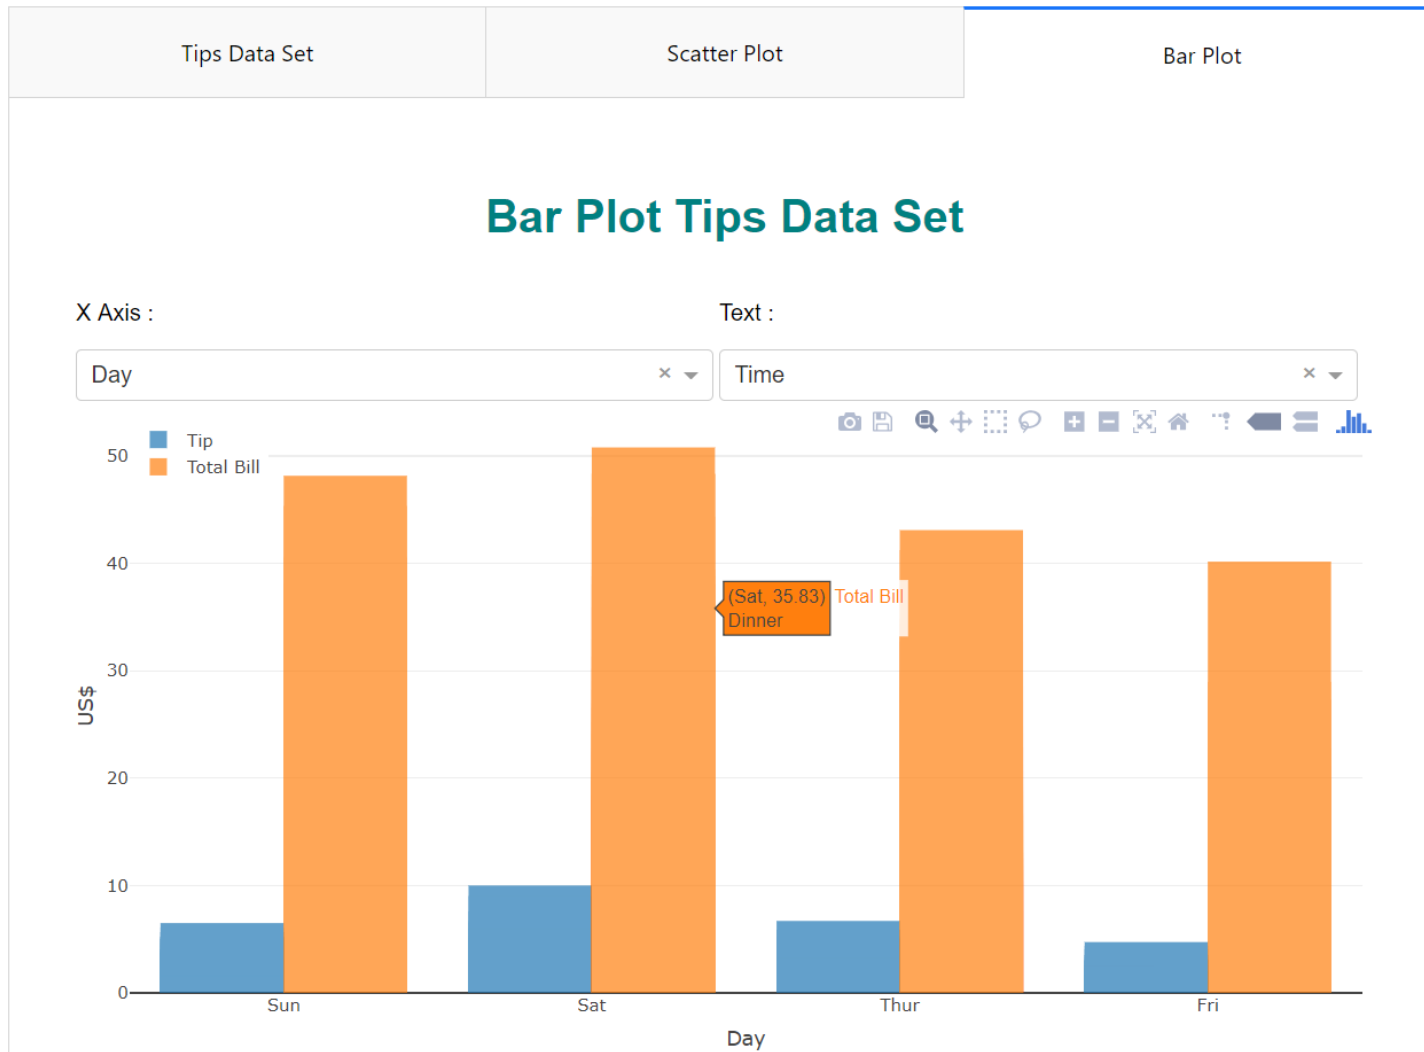 Tips Data Set
Scatter Plot
Bar Plot
Bar Plot Tips Data Set
X Axis :
Text :
Day
Time
Tip
Total Bill
50
40
30
20
10
0
US$
(Sat, 35.83) Total Bill
Dinner
Sun
Sat
Thur
Fri
Day